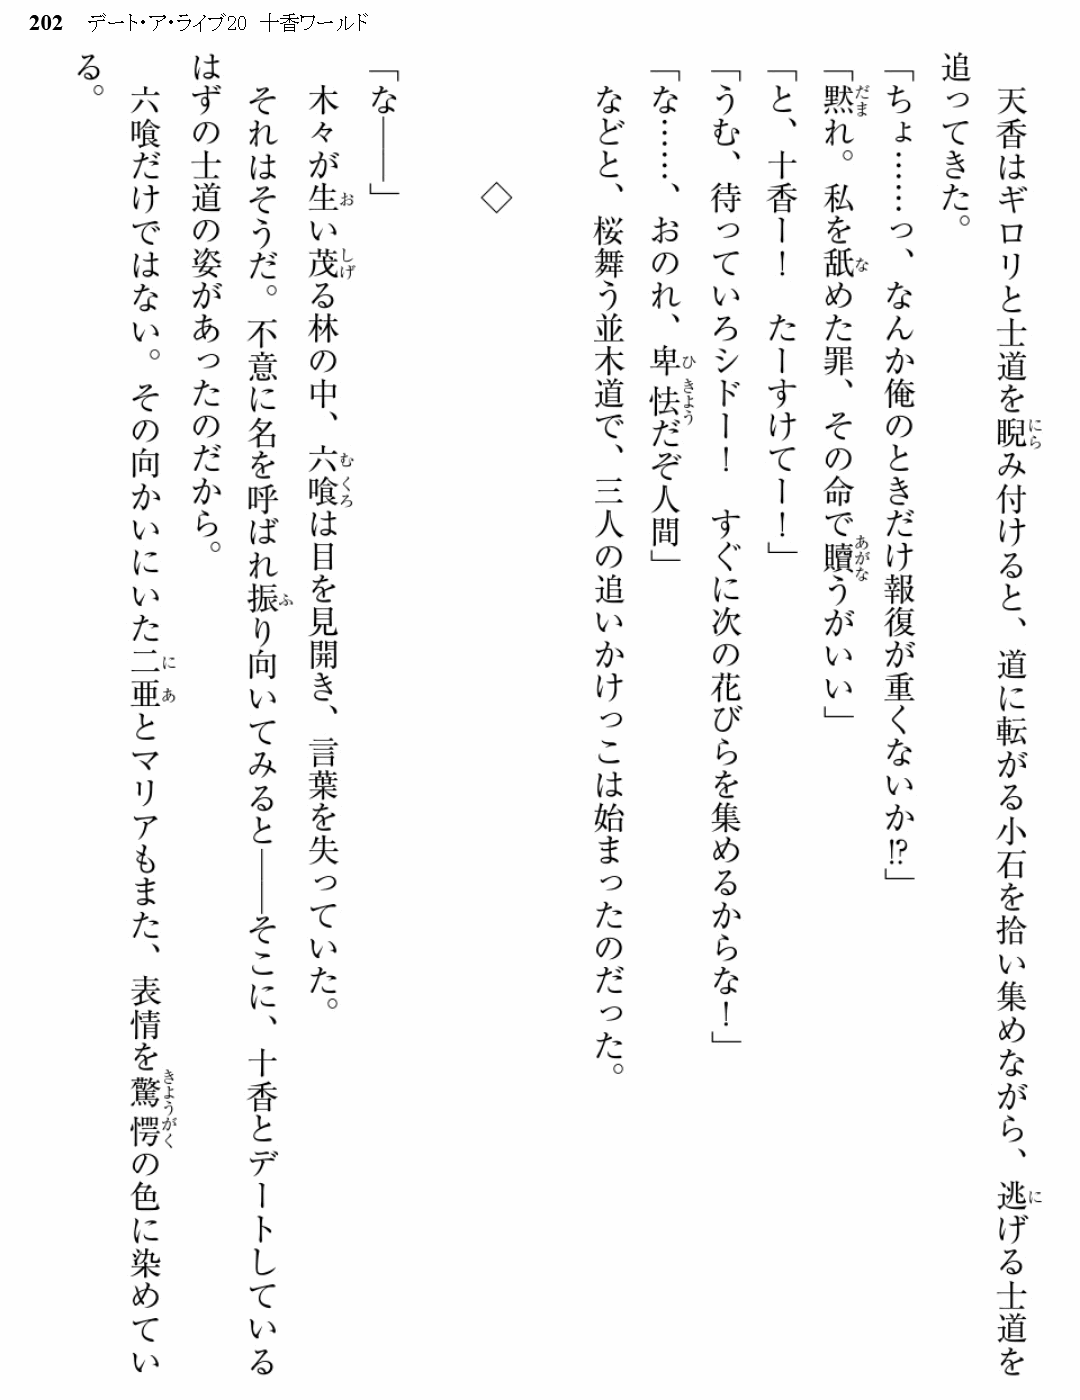 202 デート・ア・ライブ20 十香ワールド
　天香はギロリと士道を睨み付けると、道に転がる小石を拾い集めながら、逃げる士道を
追ってきた。
「ちょ……っ、なんか俺のときだけ報復が重くないか⁉」
「黙れ。私を舐めた罪、その命で贖うがいい」
「と、十香ー！　たーすけてー！」
「うむ、待っていろシドー！　すぐに次の花びらを集めるからな！」
「な……、おのれ、卑怯だぞ人間」
　などと、桜舞う並木道で、三人の追いかけっこは始まったのだった。
◇
「な――」
　木々が生い茂る林の中、六喰は目を見開き、言葉を失っていた。
　それはそうだ。不意に名を呼ばれ振り向いてみると――そこに、十香とデートしている
はずの士道の姿があったのだから。
　六喰だけではない。その向かいにいた二亜とマリアもまた、表情を驚愕の色に染めてい
る。